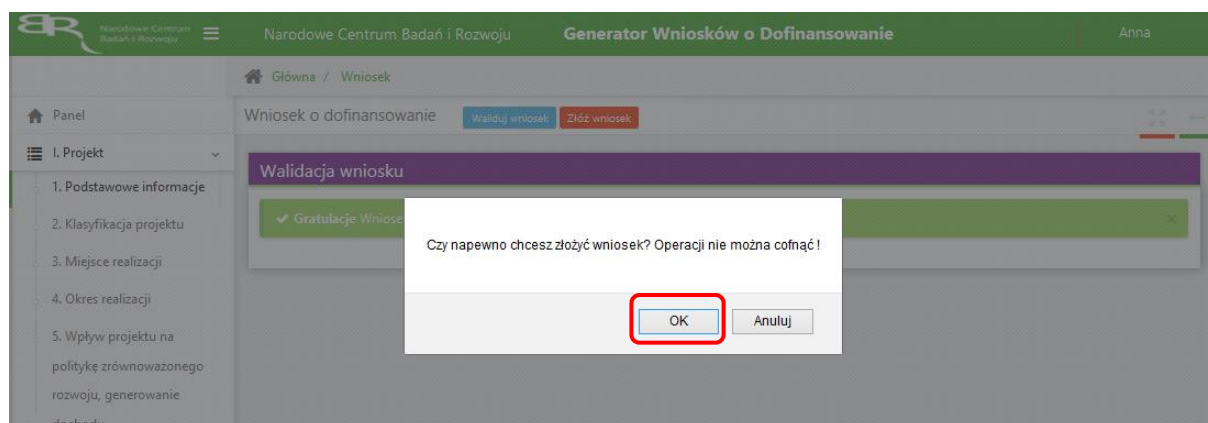 Narodowe Centrum
Badań i Rozwoju
Narodowe Centrum Badań i Rozwoju
Generator Wniosków o Dofinansowanie
Anna
Główna / Wniosek
Panel
Wniosek o dofinansowanie
Waliduj wniosek
Złóż wniosek
I. Projekt
Walidacja wniosku
1. Podstawowe informacje
Gratulacje Wniose
2. Klasyfikacja projektu
Czy napewno chcesz złożyć wniosek? Operacji nie można cofnąć !
3. Miejsce realizacji
4. Okres realizacji
OK
Anuluj
5. Wpływ projektu na
politykę zrównoważonego
rozwoju, generowanie